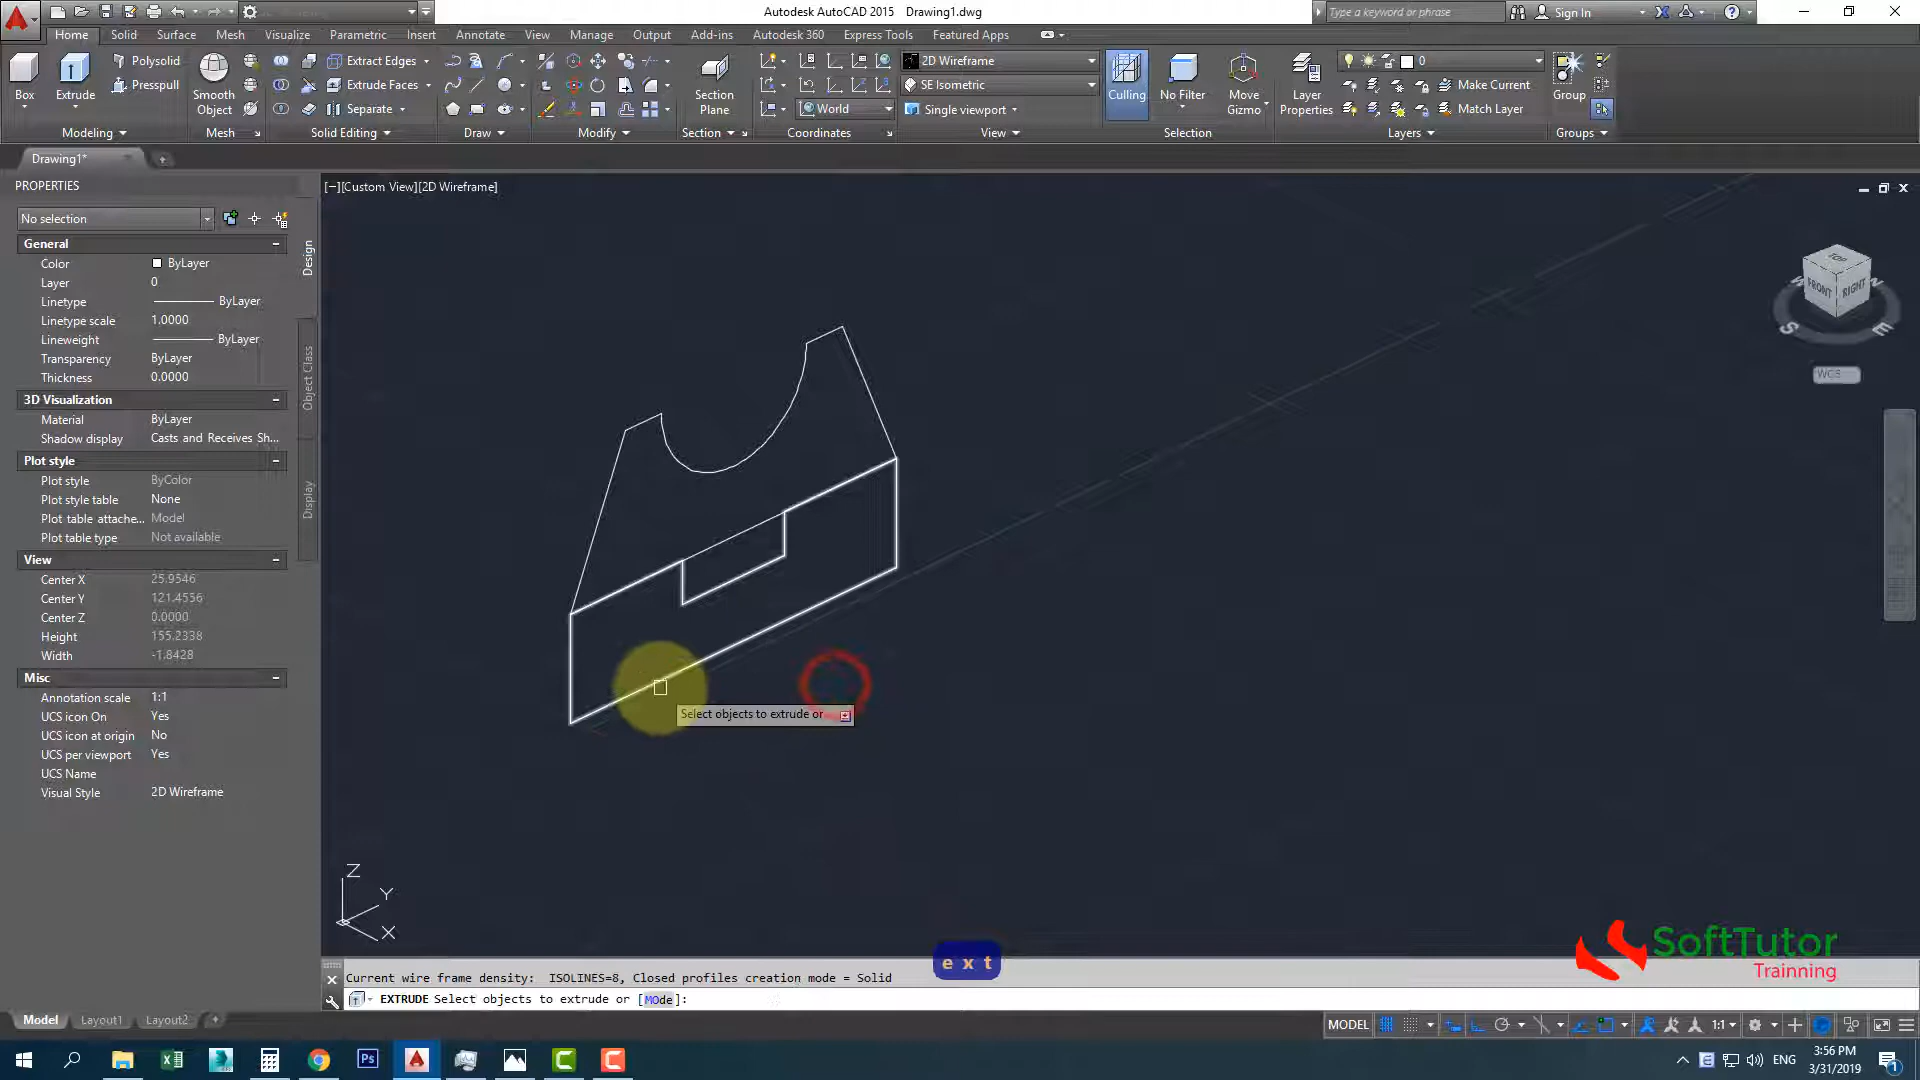 Autodesk AutoCAD 2015 Drawing1.dwg
Type a keyword or phrase
Sign In
Home Solid Surface Mesh Visualize Parametric Insert Annotate View Manage Output Add-ins Autodesk 360 Express Tools Featured Apps
Box
Extrude
Polysolid
Presspull
Smooth Object
Extract Edges
Extrude Faces
Separate
Section Plane
World
2D Wireframe
SE Isometric
Single viewport
Culling
No Filter
Move Gizmo
Layer Properties
0
Make Current
Match Layer
Group
Modeling Mesh Solid Editing Draw Modify Section Coordinates View Selection Layers Groups
Drawing1*
PROPERTIES
[−][Custom View][2D Wireframe]
No selection
General
Color ByLayer
Layer 0
Linetype ByLayer
Linetype scale 1.0000
Lineweight ByLayer
Transparency ByLayer
Thickness 0.0000
3D Visualization
Material ByLayer
Shadow display Casts and Receives Sh...
Plot style
Plot style ByColor
Plot style table None
Plot table attache... Model
Plot table type Not available
View
Center X 25.9546
Center Y 121.4556
Center Z 0.0000
Height 155.2338
Width -1.8428
Misc
Annotation scale 1:1
UCS icon On Yes
UCS icon at origin No
UCS per viewport Yes
UCS Name
Visual Style 2D Wireframe
Design
Object Class
Display
TOP
FRONT RIGHT
S E
WCS
Select objects to extrude or
Z
Y
X
e x t
SoftTutor
Trainning
Current wire frame density: ISOLINES=8, Closed profiles creation mode = Solid
EXTRUDE Select objects to extrude or [MOde]:
Model Layout1 Layout2
MODEL
1:1
Ps
ENG
3:56 PM
3/31/2019